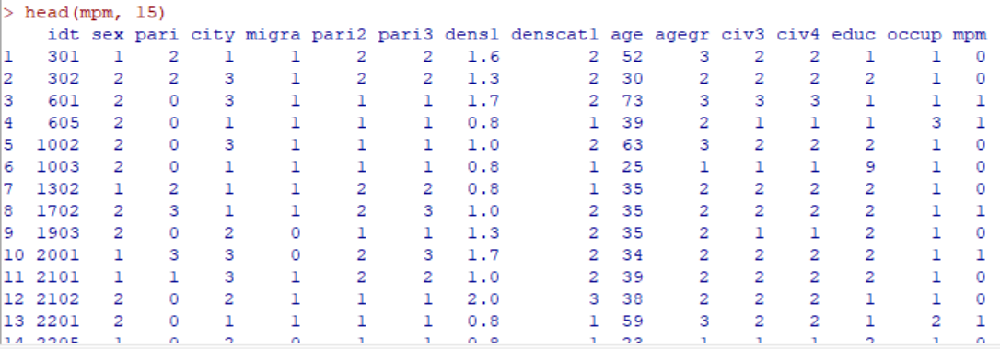 > head(mpm, 15)
idt sex pari city migra pari2 pari3 dens1 denscat1 age agegr civ3 civ4 educ occup mpm
1 301 1 2 1 1 2 2 1.6 2 52 3 2 2 1 1 0
2 302 2 2 3 1 2 2 1.3 2 30 2 2 2 2 1 0
3 601 2 0 3 1 1 1 1.7 2 73 3 3 3 1 1 1
4 605 2 0 1 1 1 1 0.8 1 39 2 1 1 1 3 1
5 1002 2 0 3 1 1 1 1.0 2 63 3 2 2 2 1 0
6 1003 2 0 1 1 1 1 0.8 1 25 1 1 1 9 1 0
7 1302 1 2 1 1 2 2 0.8 1 35 2 2 2 2 1 0
8 1702 2 3 1 1 2 3 1.0 2 35 2 2 2 2 1 1
9 1903 2 0 2 0 1 1 1.3 2 35 2 1 1 2 1 0
10 2001 1 3 3 0 2 3 1.7 2 34 2 2 2 2 1 1
11 2101 1 1 3 1 2 2 1.0 2 39 2 2 2 2 1 0
12 2102 2 0 2 1 1 1 2.0 3 38 2 2 2 1 1 0
13 2201 2 0 1 1 1 1 0.8 1 59 3 2 2 1 2 1